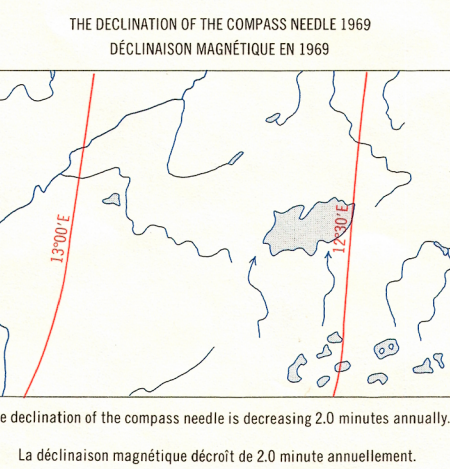 THE DECLINATION OF THE COMPASS NEEDLE 1969
DÉCLINAISON MAGNÉTIQUE EN 1969
13°00'E
12°30'E
e declination of the compass needle is decreasing 2.0 minutes annually.
La déclinaison magnétique décroît de 2.0 minute annuellement.